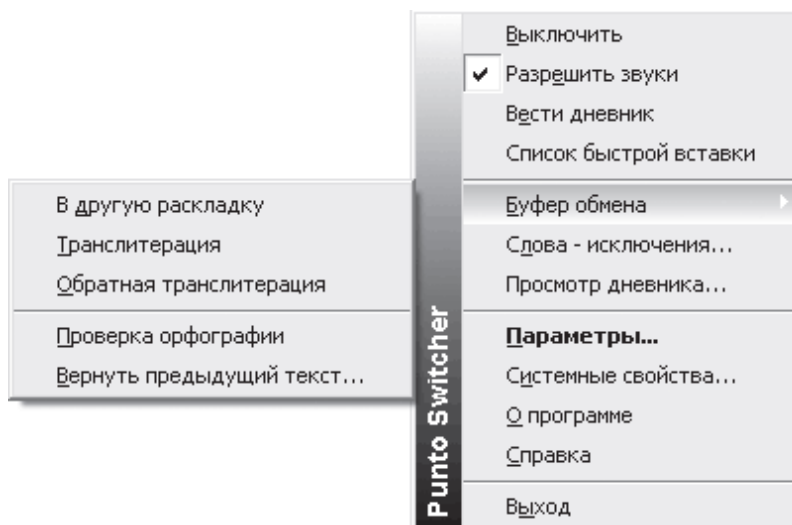 Выключить
Разрешить звуки
Вести дневник
Список быстрой вставки
Буфер обмена
Слова - исключения...
Просмотр дневника...
Параметры...
Системные свойства...
О программе
Справка
Выход
Punto Switcher
В другую раскладку
Транслитерация
Обратная транслитерация
Проверка орфографии
Вернуть предыдущий текст...